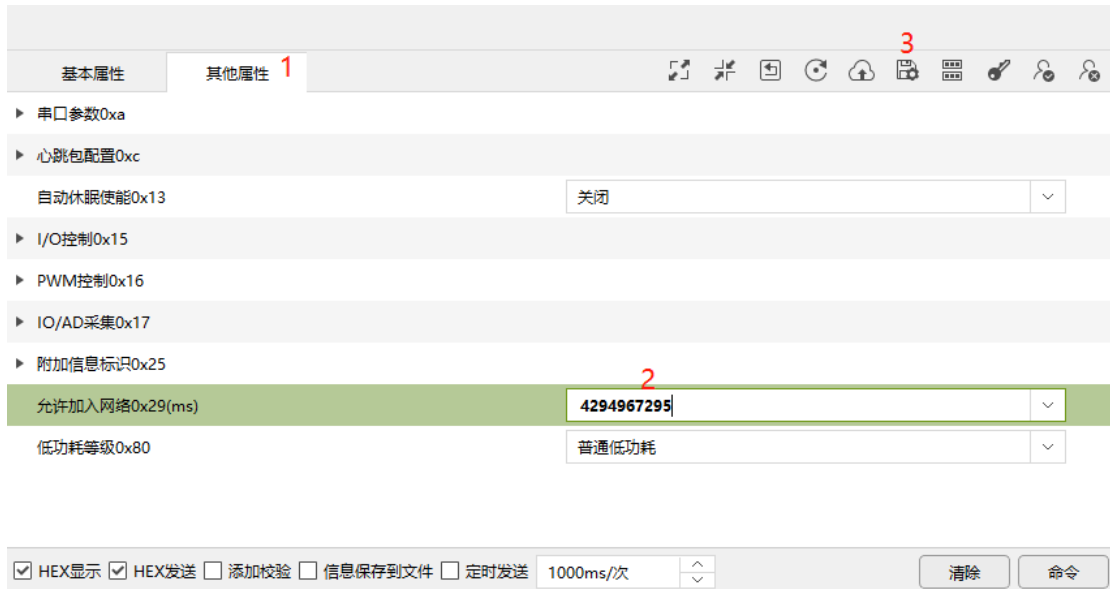 3
基本属性 其他属性 1
串口参数0xa
心跳包配置0xc
自动休眠使能0x13 关闭
I/O控制0x15
PWM控制0x16
IO/AD采集0x17
附加信息标识0x25
2
允许加入网络0x29(ms) 4294967295
低功耗等级0x80 普通低功耗
HEX显示 HEX发送 添加校验 信息保存到文件 定时发送 1000ms/次 清除 命令